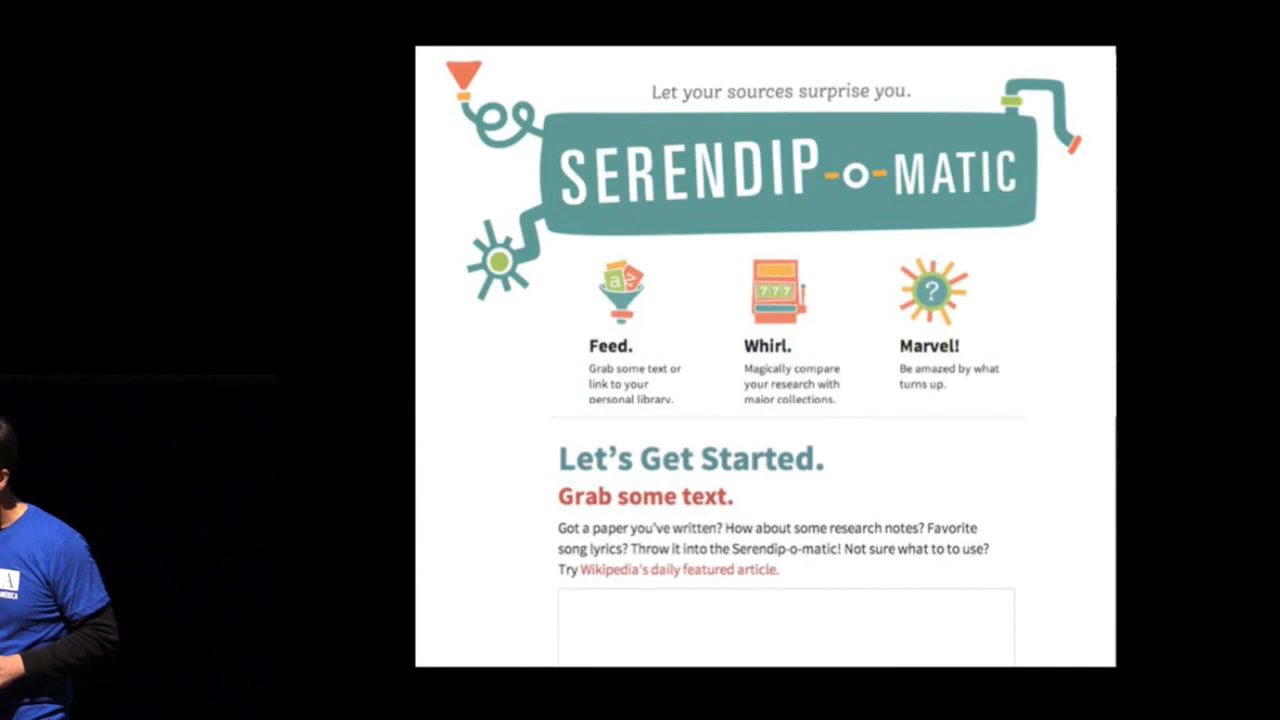 Let your sources surprise you.
SERENDIP-o-MATIC
a
777
?
Feed.
Grab some text or
link to your
personal library.
Whirl.
Magically compare
your research with
major collections.
Marvel!
Be amazed by what
turns up.
Let's Get Started.
Grab some text.
Got a paper you've written? How about some research notes? Favorite
song lyrics? Throw it into the Serendip-o-matic! Not sure what to to use?
Try Wikipedia's daily featured article.
A